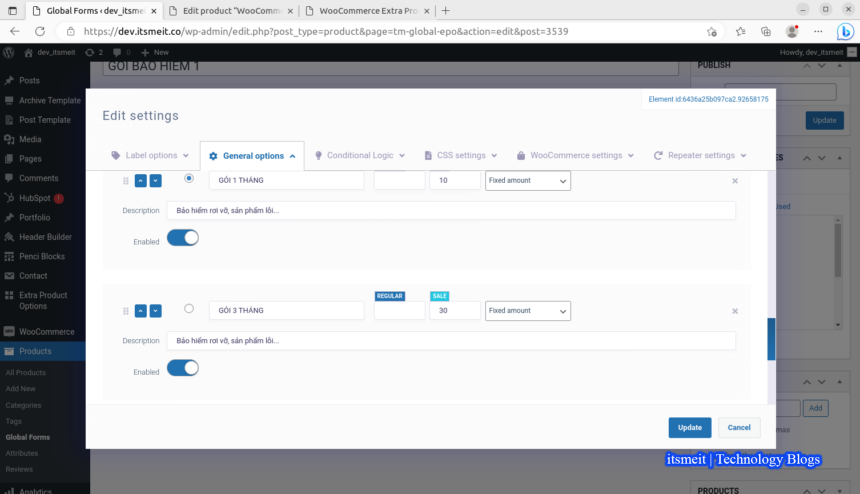 Global Forms ‹ dev_itsmei
Edit product "WooComm
WooCommerce Extra Pro
https://dev.itsmeit.co/wp-admin/edit.php?post_type=product&page=tm-global-epo&action=edit&post=3539
dev_itsmeit
2
0
New
Howdy, dev_itsmeit
Posts
Archive Template
Post Template
Media
Pages
Comments
HubSpot 1
Portfolio
Header Builder
Penci Blocks
Contact
Extra Product
Options
WooCommerce
Products
All Products
Add New
Categories
Tags
Global Forms
Attributes
Reviews
Analytics
GÓI BẢO HIỂM 1
PUBLISH
Update
Element id:6436a25b097ca2.92658175
Edit settings
Label options
General options
Conditional Logic
CSS settings
WooCommerce settings
Repeater settings
GÓI 1 THÁNG
10
Fixed amount
Description
Bảo hiểm rơi vỡ, sản phẩm lỗi...
Enabled
REGULAR
SALE
GÓI 3 THÁNG
30
Fixed amount
Description
Bảo hiểm rơi vỡ, sản phẩm lỗi...
Enabled
Update
Cancel
Add
itsmeit | Technology Blogs
PRODUCTS